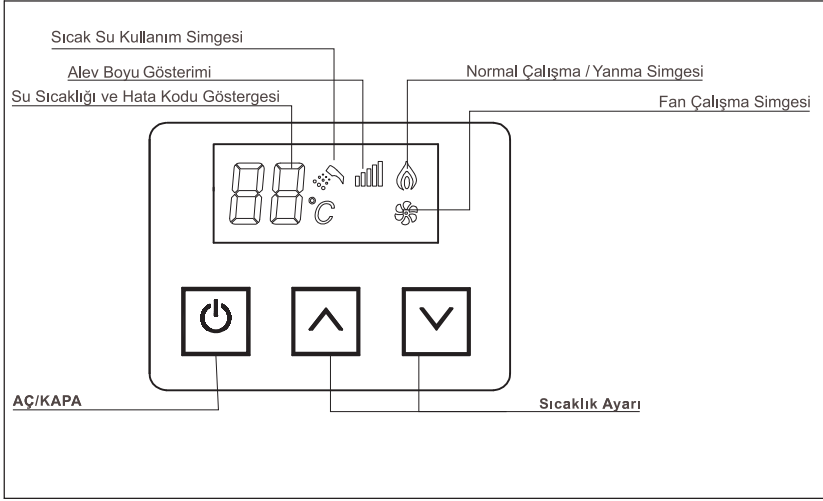 Sıcak Su Kullanım Simgesi
Alev Boyu Gösterimi
Normal Çalışma / Yanma Simgesi
Su Sıcaklığı ve Hata Kodu Göstergesi
Fan Çalışma Simgesi
88 °C
AÇ/KAPA
Sıcaklık Ayarı